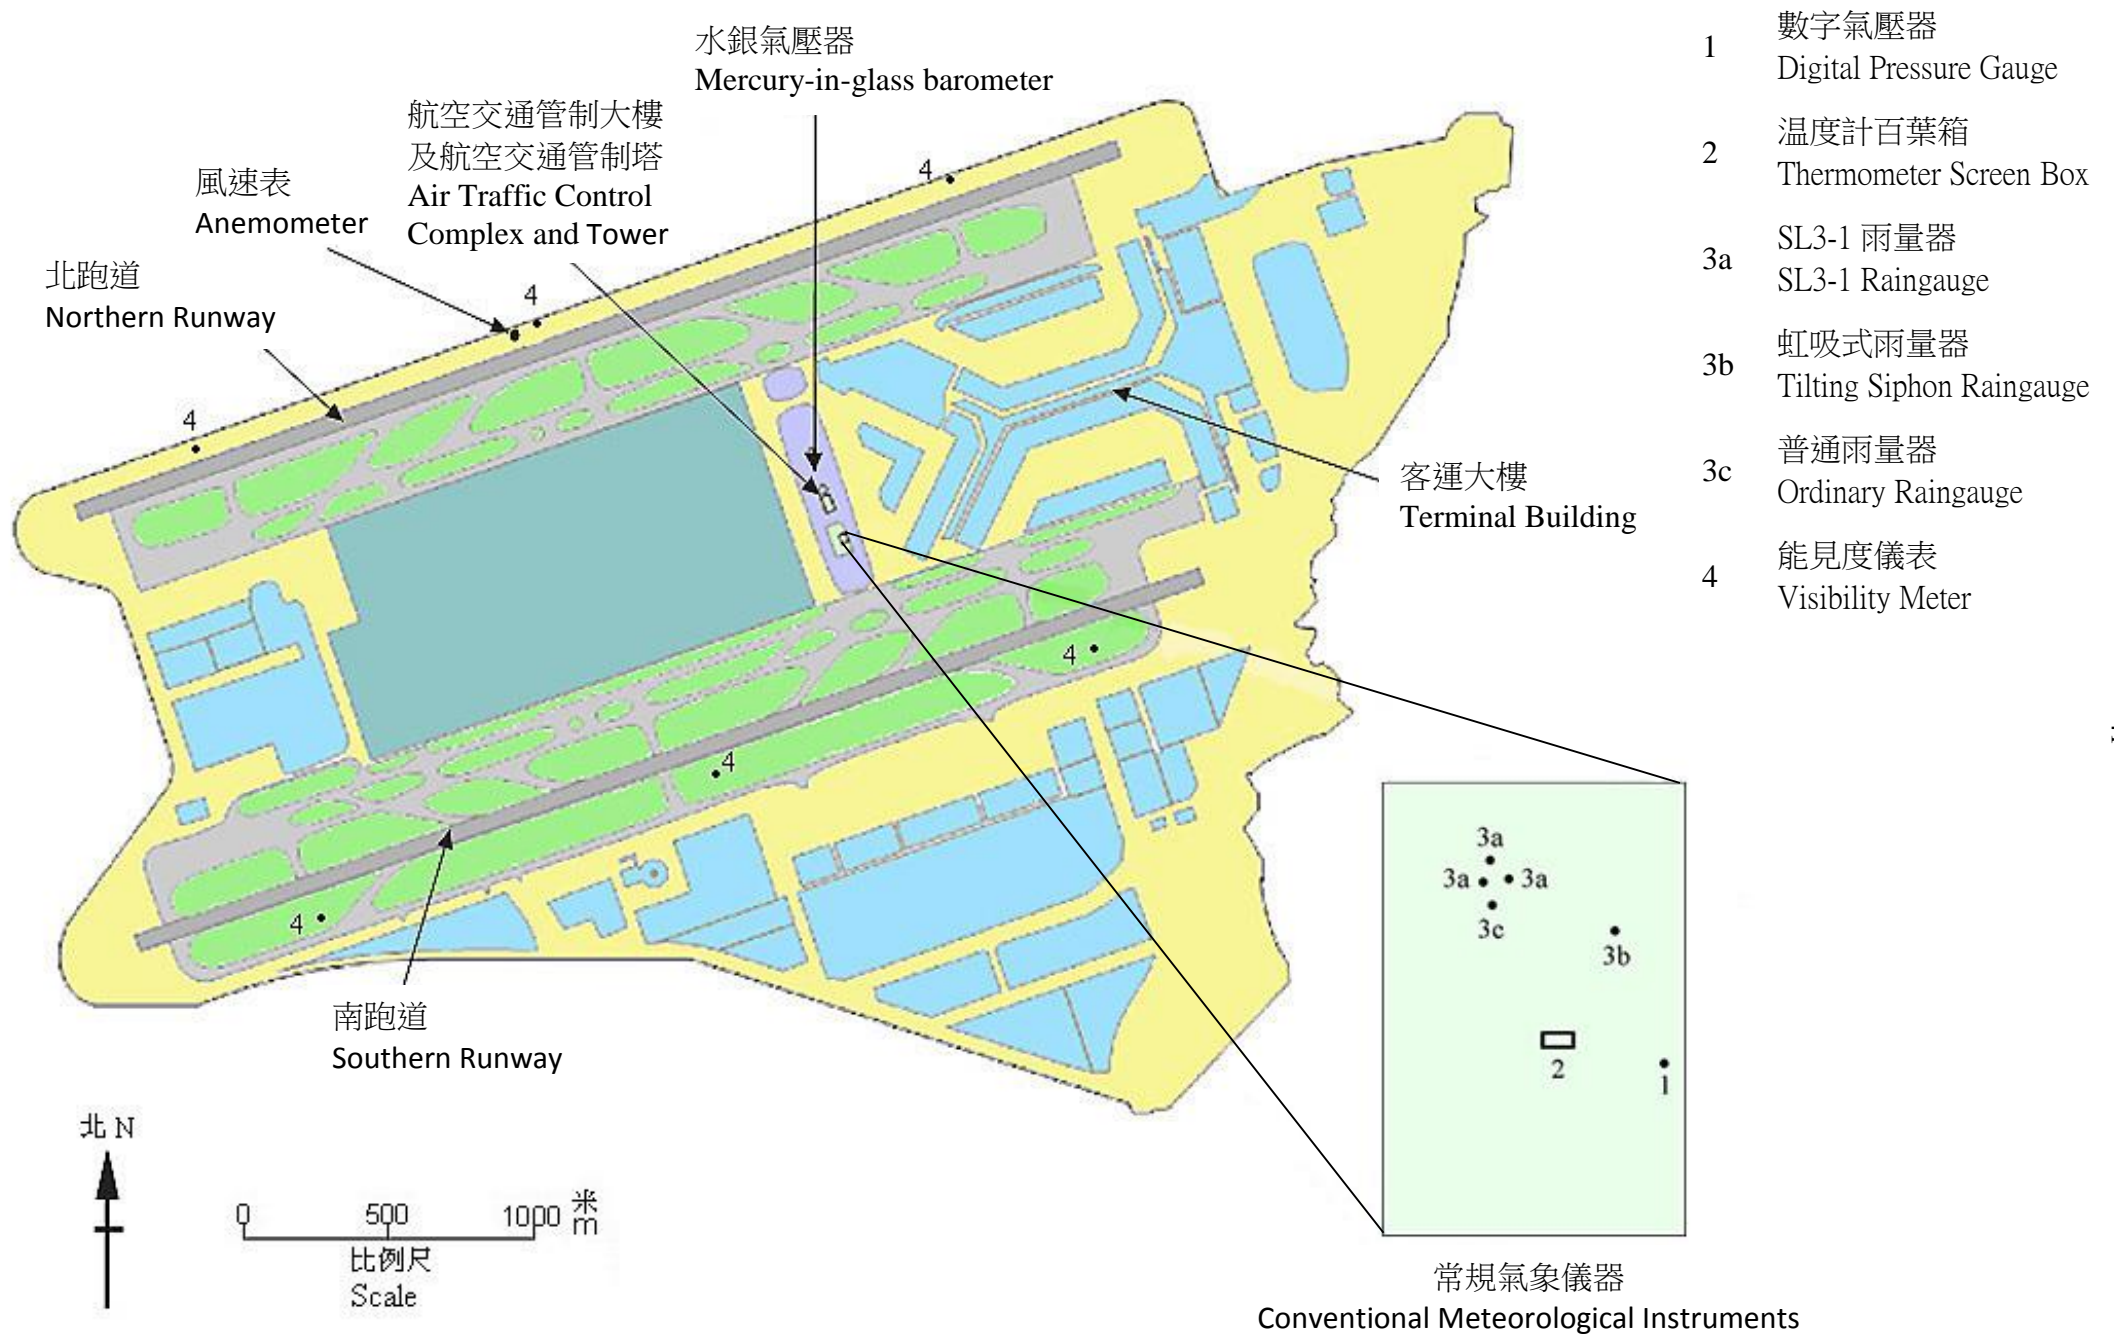 水銀氣壓器
Mercury-in-glass barometer
航空交通管制大樓
及航空交通管制塔
Air Traffic Control
Complex and Tower
風速表
Anemometer
北跑道
Northern Runway
4
4
4
客運大樓
Terminal Building
4
4
4
南跑道
Southern Runway
1
數字氣壓器
Digital Pressure Gauge
2
温度計百葉箱
Thermometer Screen Box
3a
SL3-1 雨量器
SL3-1 Raingauge
3b
虹吸式雨量器
Tilting Siphon Raingauge
3c
普通雨量器
Ordinary Raingauge
4
能見度儀表
Visibility Meter
3a
3a 3a
3c
3b
2
1
常規氣象儀器
Conventional Meteorological Instruments
北 N
0 500 1000 米
m
比例尺
Scale